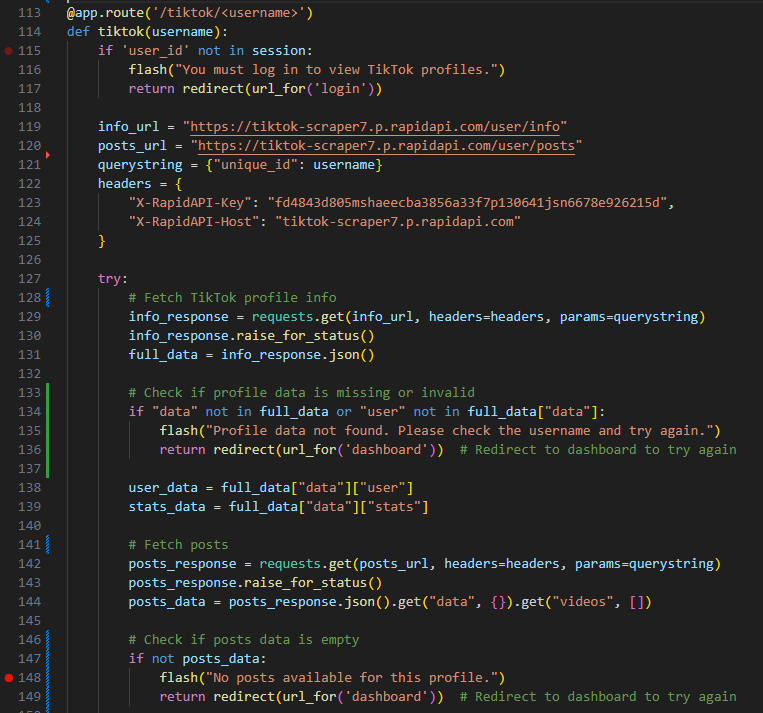 113 @app.route('/tiktok/<username>')
114 def tiktok(username):
115     if 'user_id' not in session:
116         flash("You must log in to view TikTok profiles.")
117         return redirect(url_for('login'))
118
119     info_url = "https://tiktok-scraper7.p.rapidapi.com/user/info"
120     posts_url = "https://tiktok-scraper7.p.rapidapi.com/user/posts"
121     querystring = {"unique_id": username}
122     headers = {
123         "X-RapidAPI-Key": "fd4843d805mshaeecba3856a33f7p130641jsn6678e926215d",
124         "X-RapidAPI-Host": "tiktok-scraper7.p.rapidapi.com"
125     }
126
127     try:
128         # Fetch TikTok profile info
129         info_response = requests.get(info_url, headers=headers, params=querystring)
130         info_response.raise_for_status()
131         full_data = info_response.json()
132
133         # Check if profile data is missing or invalid
134         if "data" not in full_data or "user" not in full_data["data"]:
135             flash("Profile data not found. Please check the username and try again.")
136             return redirect(url_for('dashboard'))  # Redirect to dashboard to try again
137
138         user_data = full_data["data"]["user"]
139         stats_data = full_data["data"]["stats"]
140
141         # Fetch posts
142         posts_response = requests.get(posts_url, headers=headers, params=querystring)
143         posts_response.raise_for_status()
144         posts_data = posts_response.json().get("data", {}).get("videos", [])
145
146         # Check if posts data is empty
147         if not posts_data:
148             flash("No posts available for this profile.")
149             return redirect(url_for('dashboard'))  # Redirect to dashboard to try again